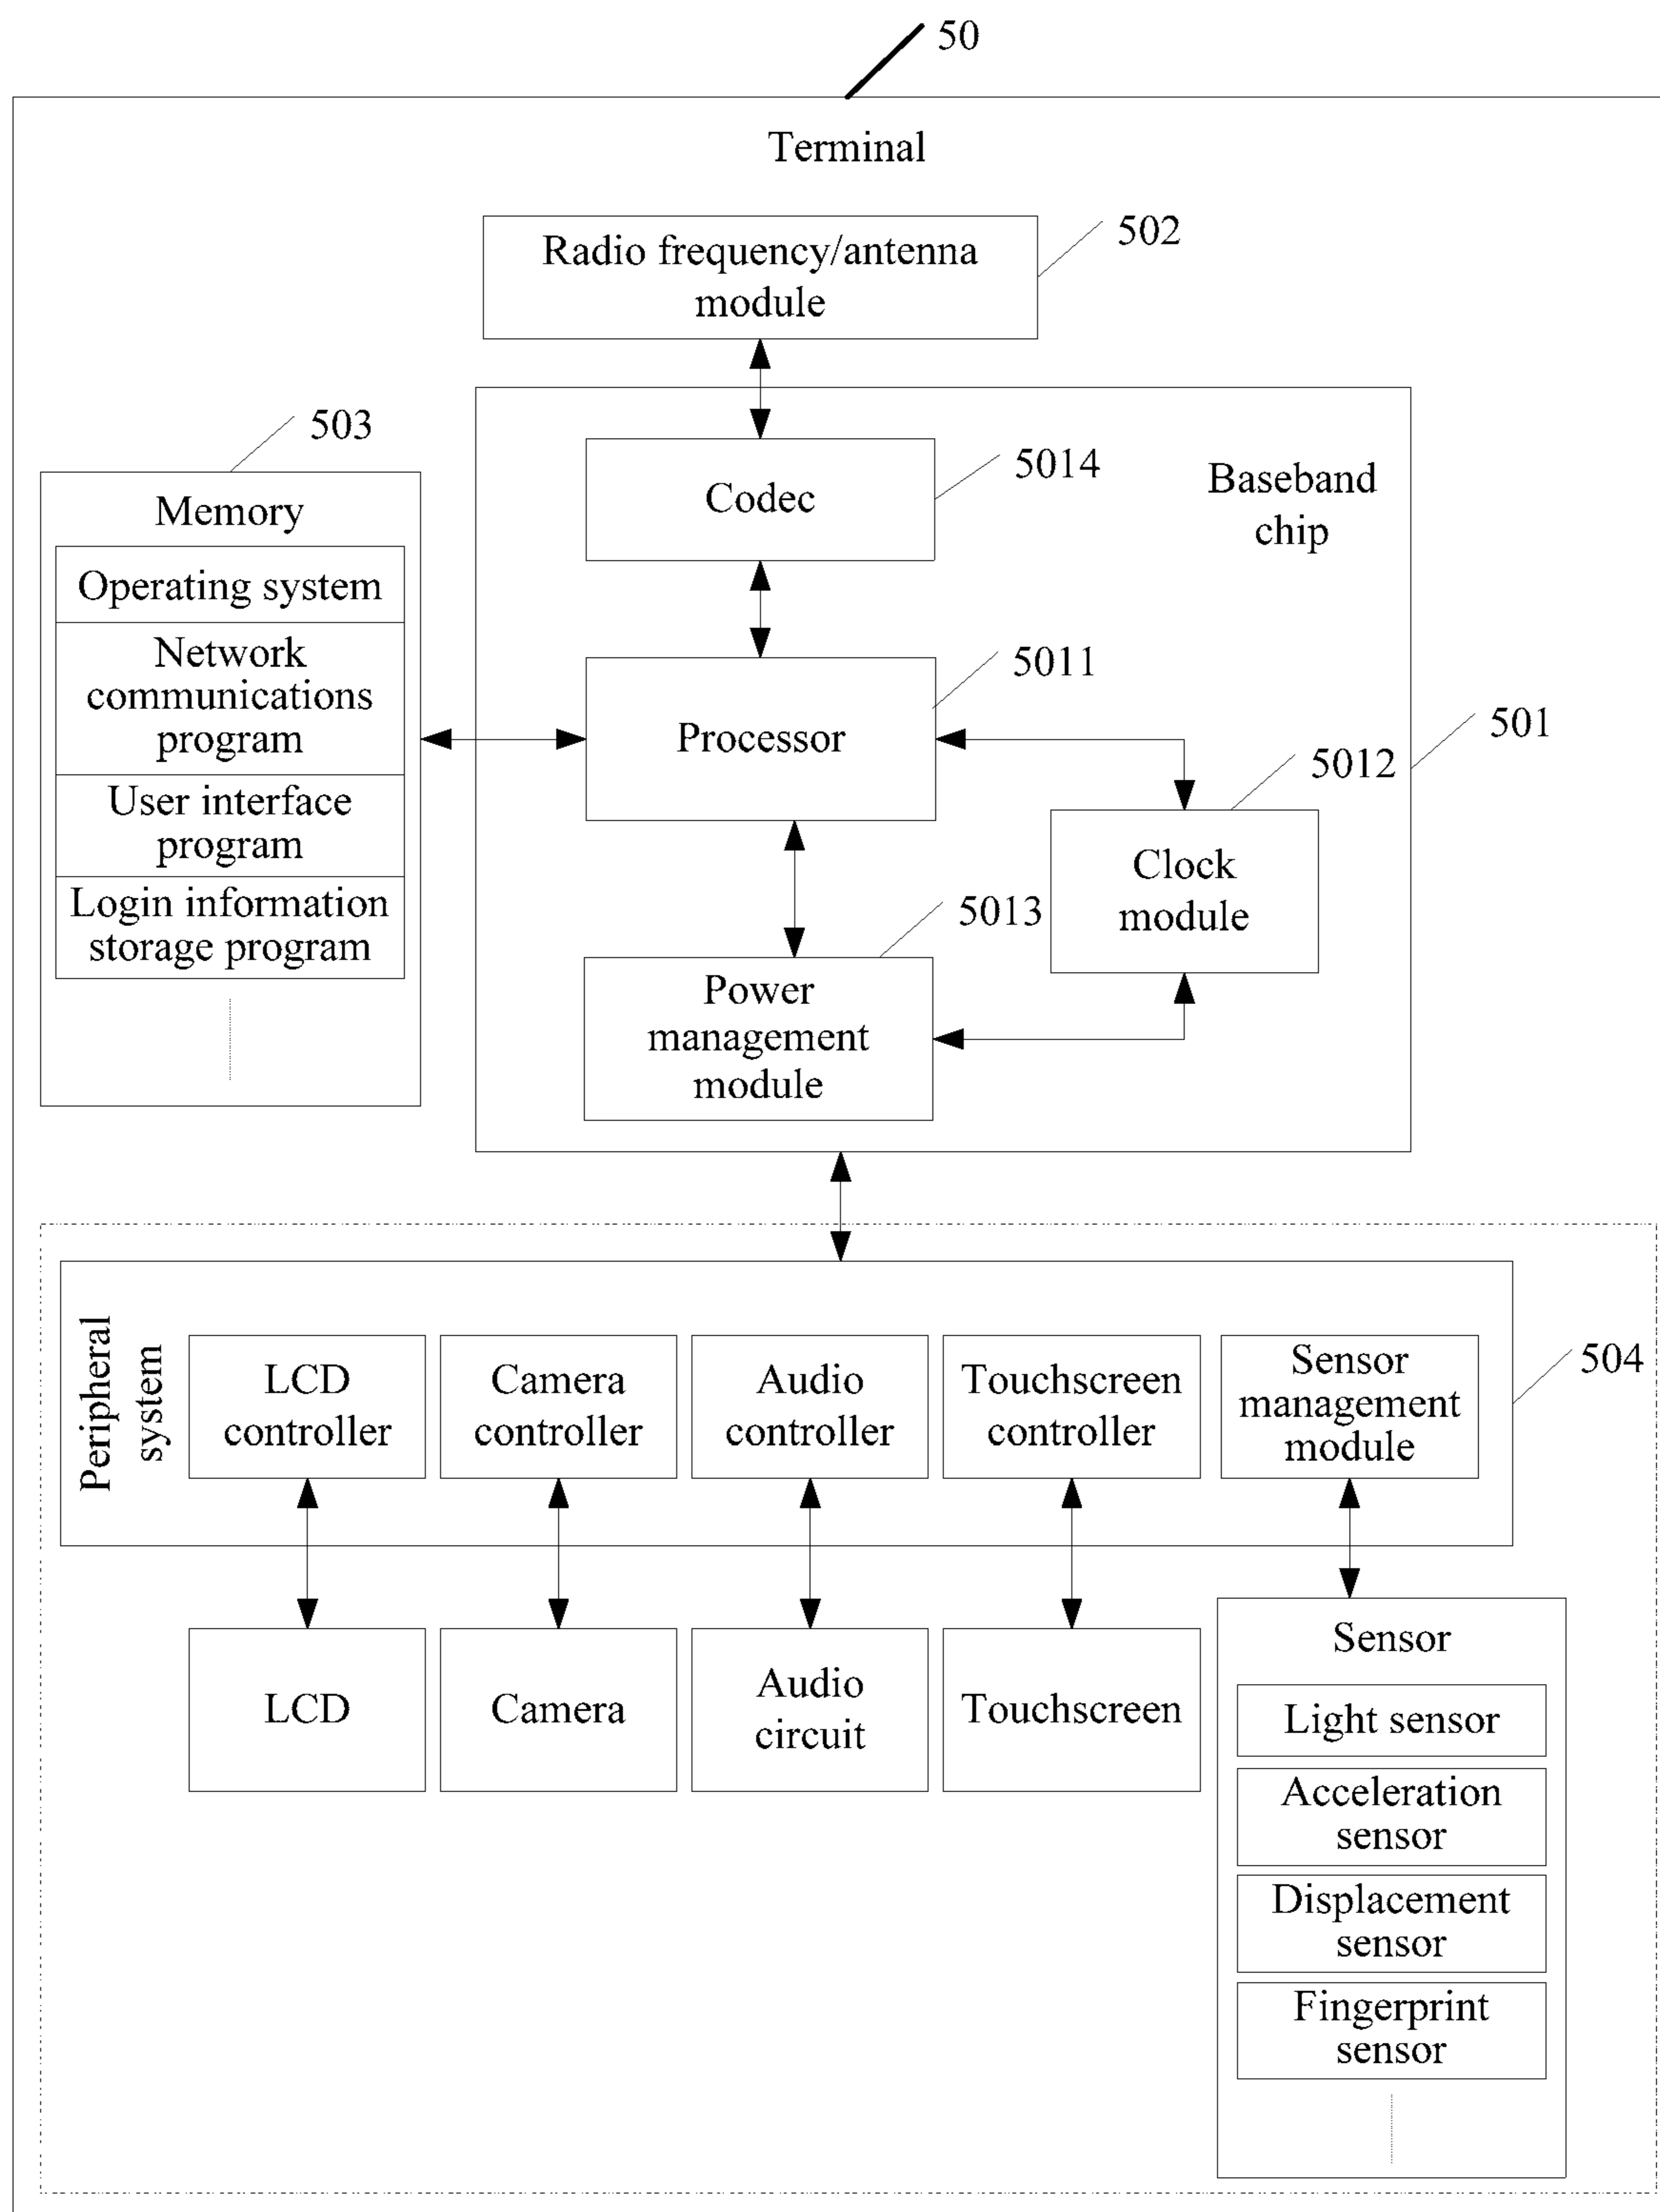 50
Terminal
502
Radio frequency/antenna
module
503
Memory
Operating system
Network
communications
program
User interface
program
Login information
storage program
5014
Codec
Baseband
chip
5011
Processor
501
5012
Clock
module
5013
Power
management
module
Peripheral
system
LCD
controller
Camera
controller
Audio
controller
Touchscreen
controller
Sensor
management
module
504
LCD
Camera
Audio
circuit
Touchscreen
Sensor
Light sensor
Acceleration
sensor
Displacement
sensor
Fingerprint
sensor